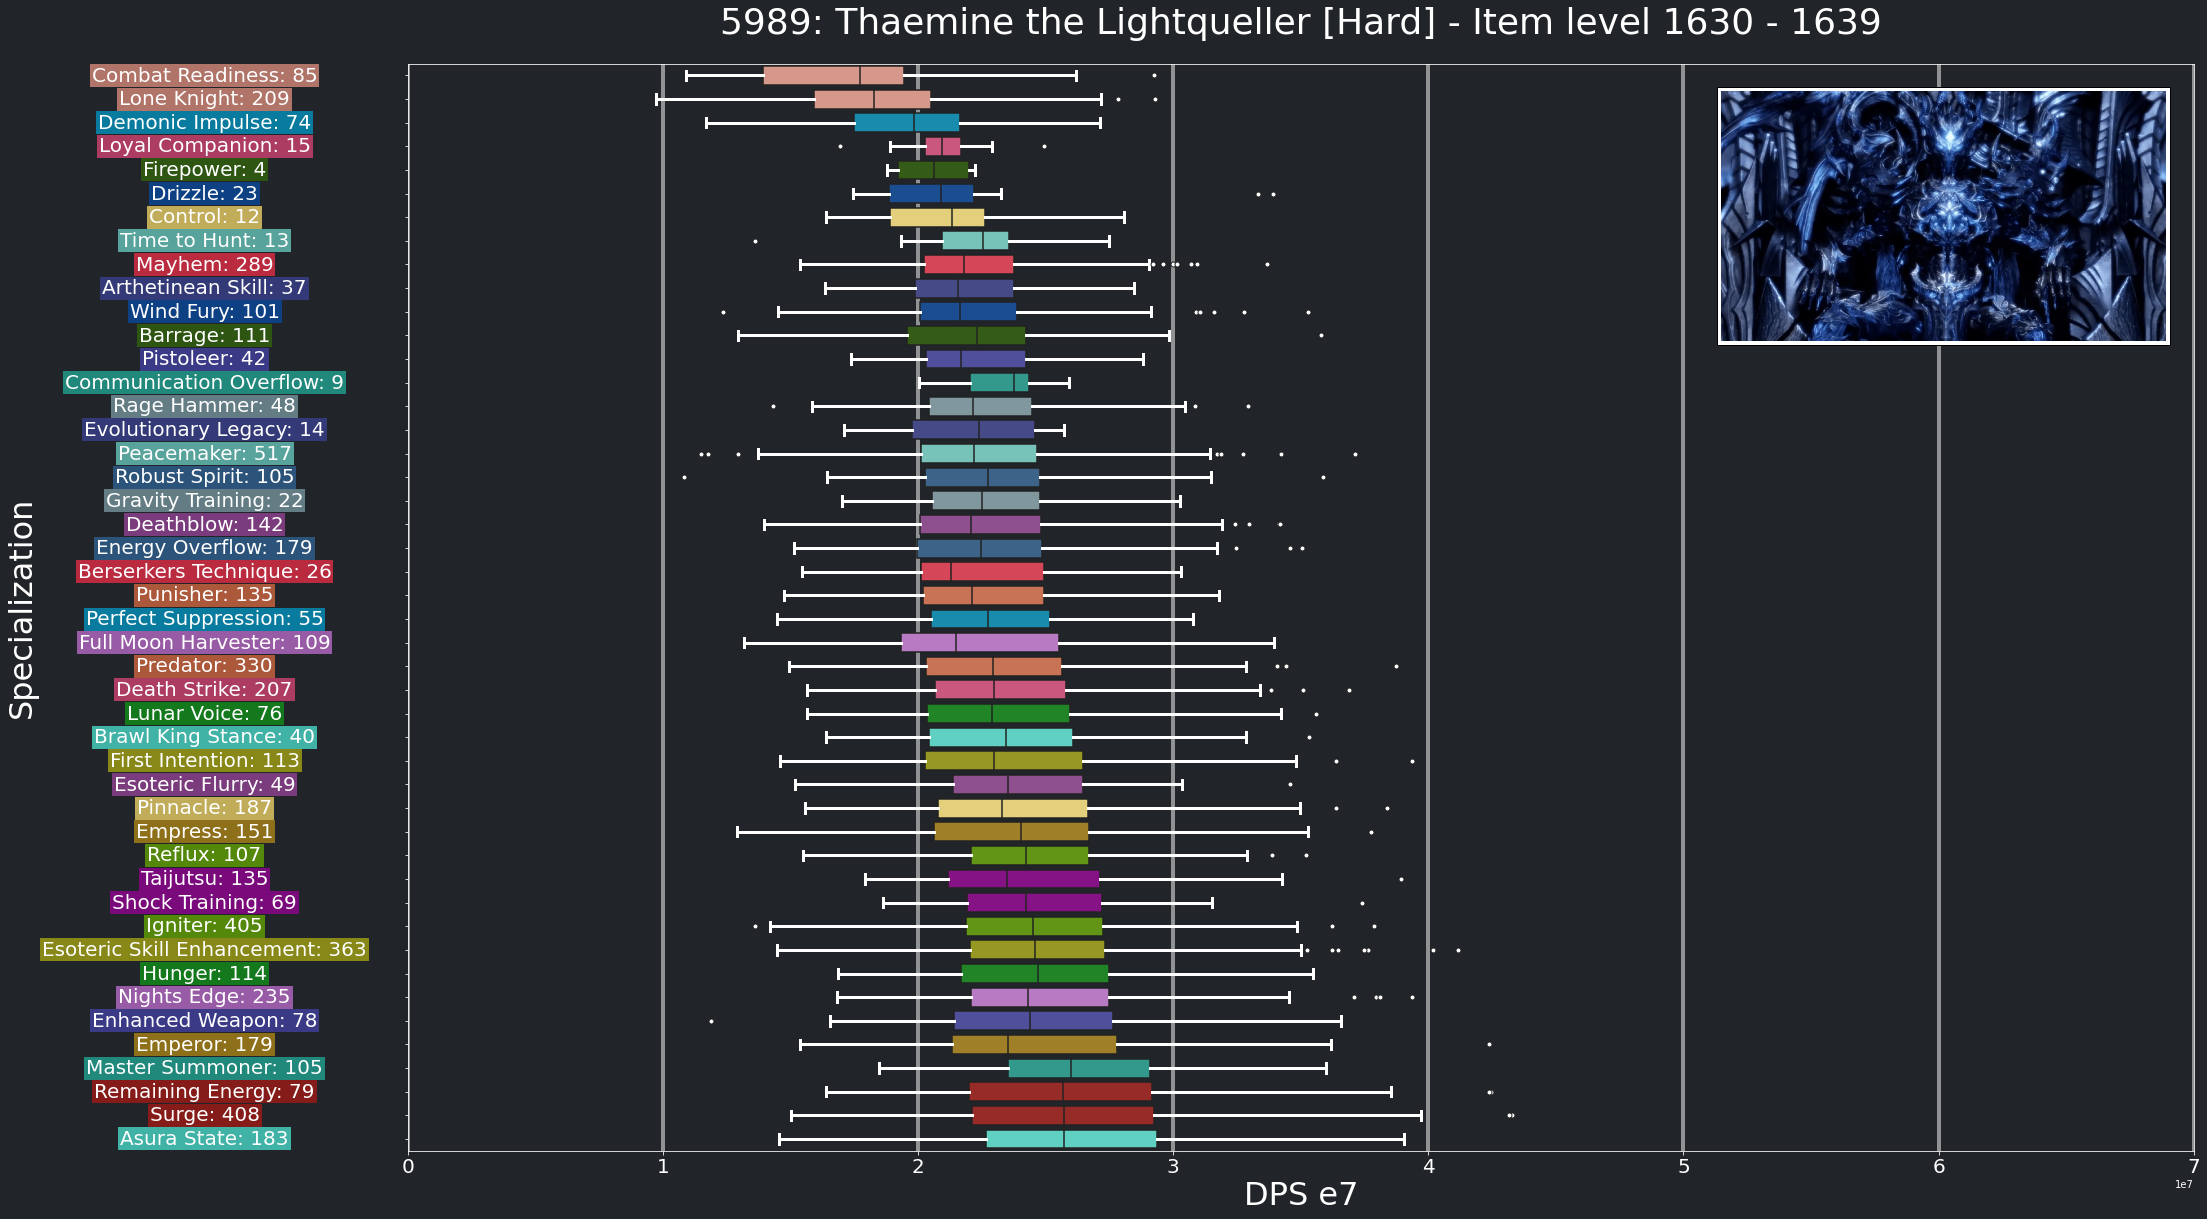 5989: Thaemine the Lightqueller [Hard] - Item level 1630 - 1639
Specialization
Combat Readiness: 85
Lone Knight: 209
Demonic Impulse: 74
Loyal Companion: 15
Firepower: 4
Drizzle: 23
Control: 12
Time to Hunt: 13
Mayhem: 289
Arthetinean Skill: 37
Wind Fury: 101
Barrage: 111
Pistoleer: 42
Communication Overflow: 9
Rage Hammer: 48
Evolutionary Legacy: 14
Peacemaker: 517
Robust Spirit: 105
Gravity Training: 22
Deathblow: 142
Energy Overflow: 179
Berserkers Technique: 26
Punisher: 135
Perfect Suppression: 55
Full Moon Harvester: 109
Predator: 330
Death Strike: 207
Lunar Voice: 76
Brawl King Stance: 40
First Intention: 113
Esoteric Flurry: 49
Pinnacle: 187
Empress: 151
Reflux: 107
Taijutsu: 135
Shock Training: 69
Igniter: 405
Esoteric Skill Enhancement: 363
Hunger: 114
Nights Edge: 235
Enhanced Weapon: 78
Emperor: 179
Master Summoner: 105
Remaining Energy: 79
Surge: 408
Asura State: 183
0 1 2 3 4 5 6 7
1e7
DPS e7